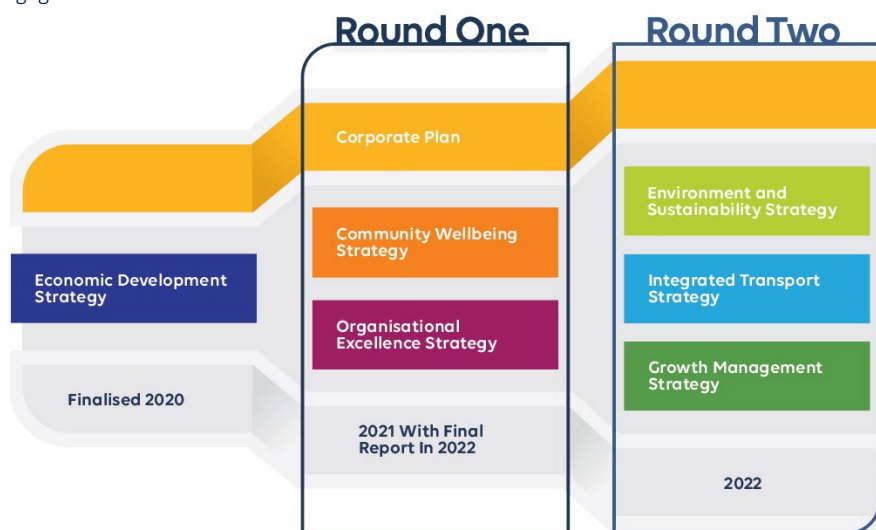 Round One
Round Two
Corporate Plan
Economic Development
Strategy
Finalised 2020
Community Wellbeing
Strategy
Organisational
Excellence Strategy
2021 With Final
Report In 2022
Environment and
Sustainability Strategy
Integrated Transport
Strategy
Growth Management
Strategy
2022